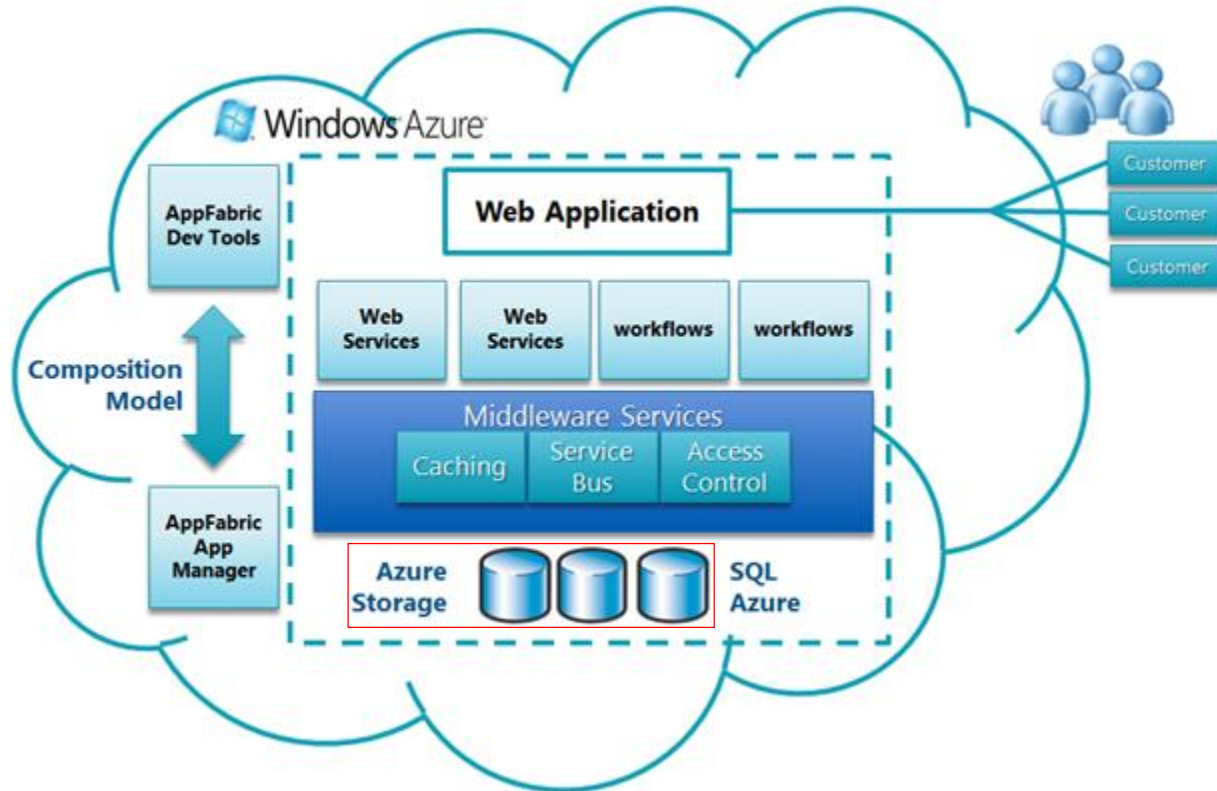 Windows Azure
AppFabric
Dev Tools
Web Application
Customer
Customer
Customer
Web
Services
Web
Services
workflows
workflows
Composition
Model
Middleware Services
Caching
Service
Bus
Access
Control
AppFabric
App
Manager
Azure
Storage
SQL
Azure